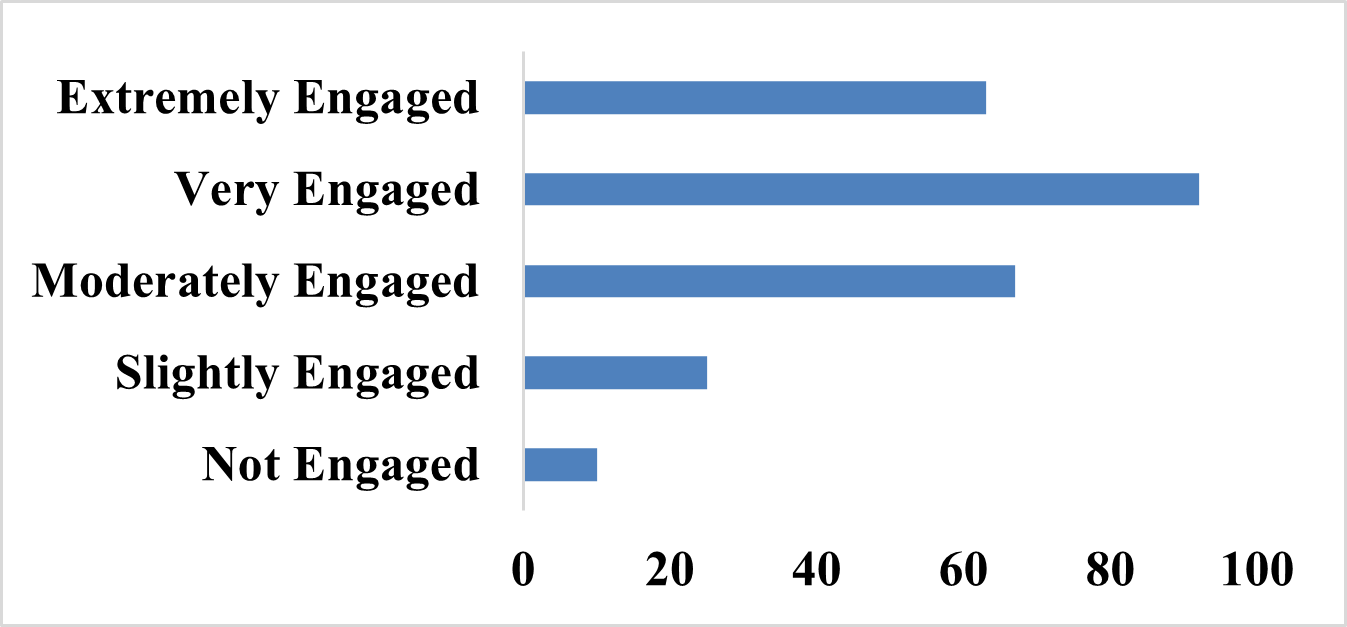 Extremely Engaged
Very Engaged
Moderately Engaged
Slightly Engaged
Not Engaged
0 20 40 60 80 100